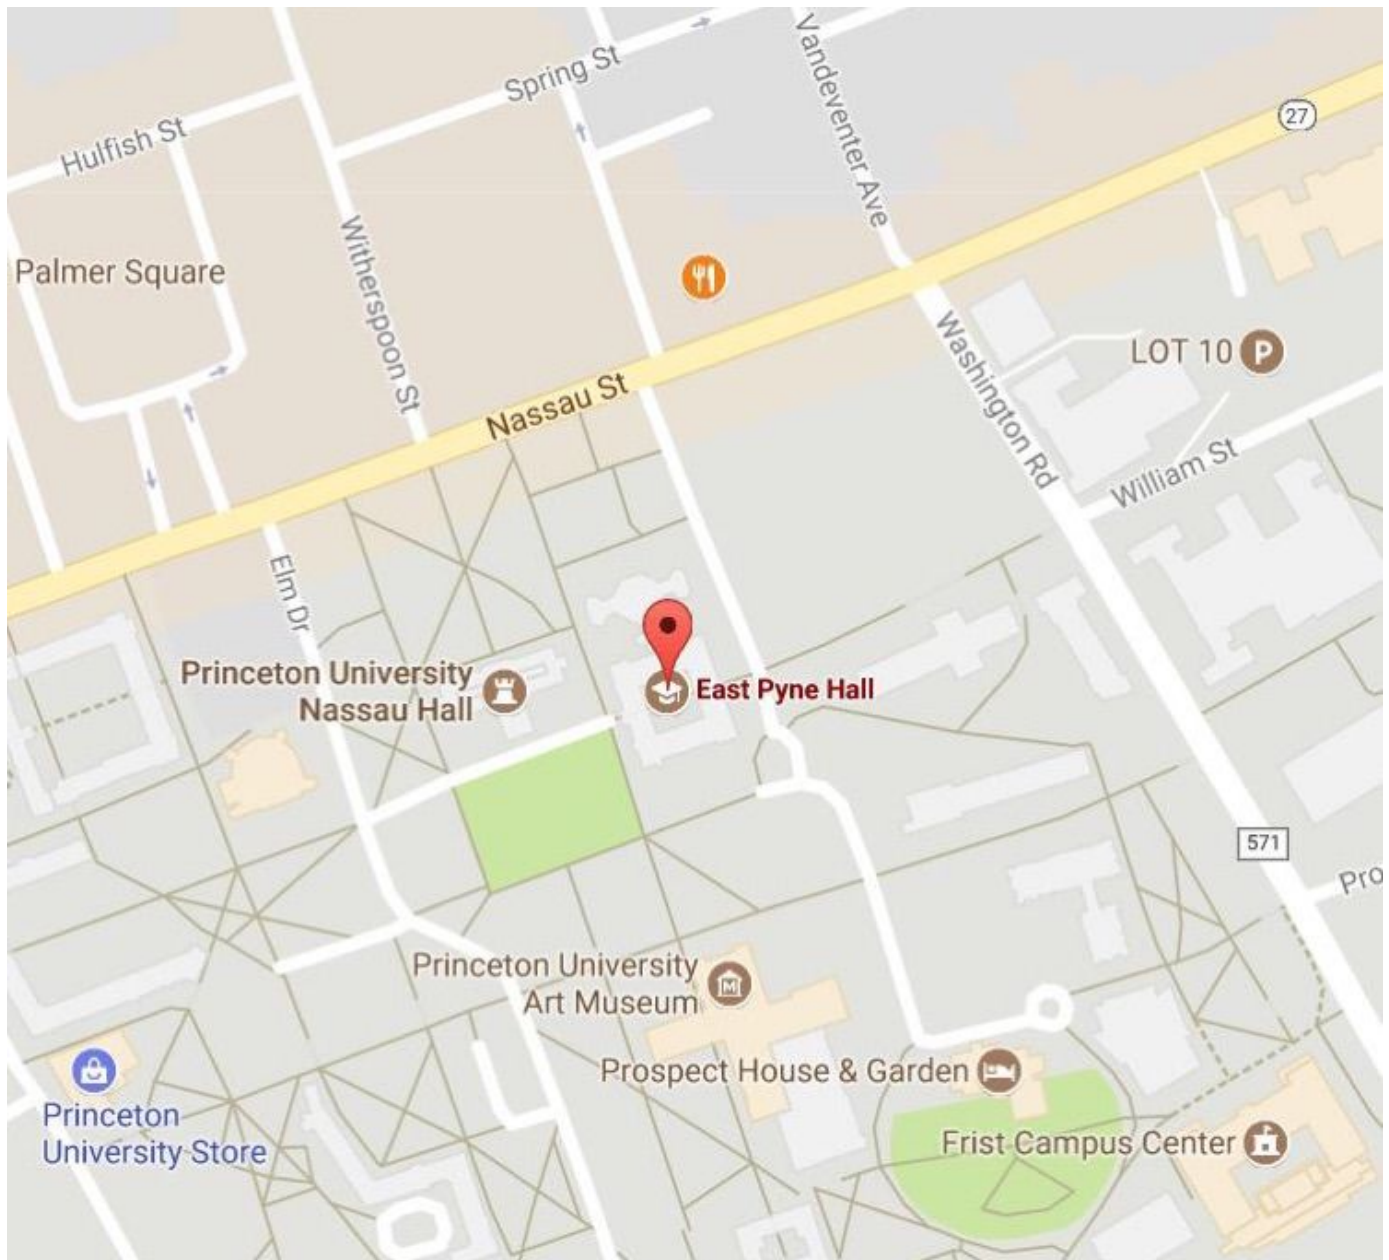 Spring St
Vandeventer Ave
27
Hulfish St
Witherspoon St
Palmer Square
Washington Rd
LOT 10 P
Nassau St
William St
Elm Dr
Princeton University
Nassau Hall
East Pyne Hall
571
Pro
Princeton University
Art Museum
M
Prospect House & Garden
Princeton
University Store
Frist Campus Center